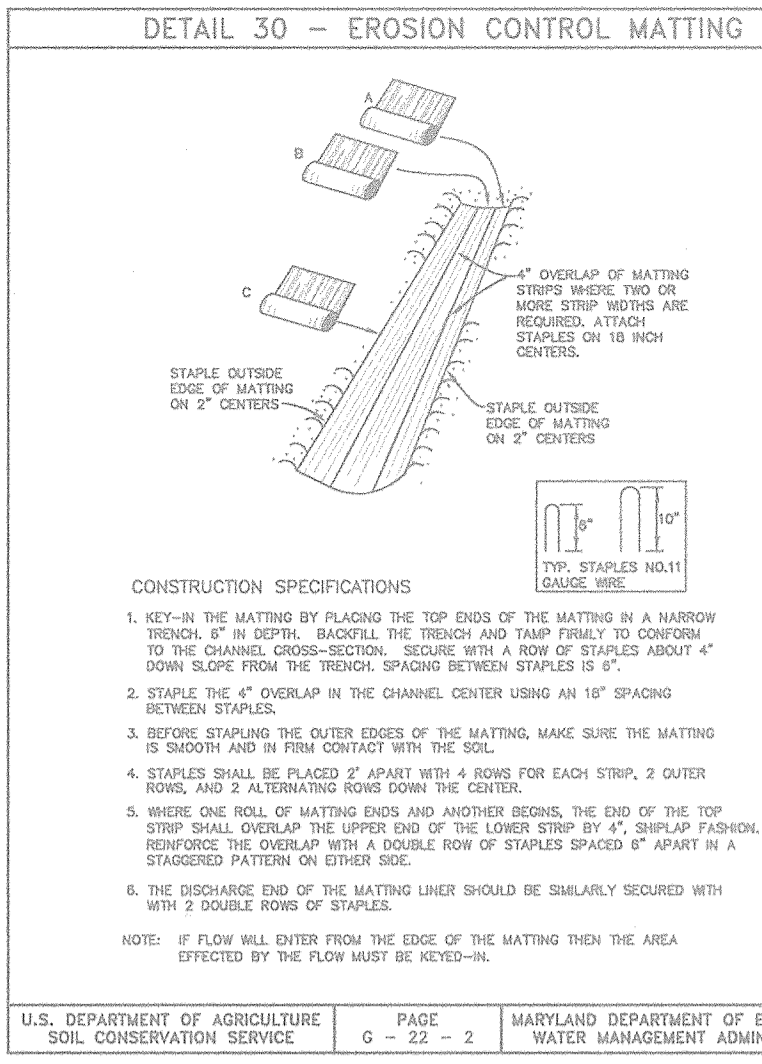 DETAIL 30 - EROSION CONTROL MATTING
A
B
C
4" OVERLAP OF MATTING
STRIPS WHERE TWO OR
MORE STRIP WIDTHS ARE
REQUIRED. ATTACH
STAPLES ON 18 INCH
CENTERS.
STAPLE OUTSIDE
EDGE OF MATTING
ON 2" CENTERS
STAPLE OUTSIDE
EDGE OF MATTING
ON 2" CENTERS
6"
10"
TYP. STAPLES NO.11
GAUGE WIRE
CONSTRUCTION SPECIFICATIONS
1. KEY-IN THE MATTING BY PLACING THE TOP ENDS OF THE MATTING IN A NARROW
TRENCH. 6" IN DEPTH. BACKFILL THE TRENCH AND TAMP FIRMLY TO CONFORM
TO THE CHANNEL CROSS-SECTION. SECURE WITH A ROW OF STAPLES ABOUT 4"
DOWN SLOPE FROM THE TRENCH. SPACING BETWEEN STAPLES IS 6".
2. STAPLE THE 4" OVERLAP IN THE CHANNEL CENTER USING AN 18" SPACING
BETWEEN STAPLES.
3. BEFORE STAPLING THE OUTER EDGES OF THE MATTING, MAKE SURE THE MATTING
IS SMOOTH AND IN FIRM CONTACT WITH THE SOIL.
4. STAPLES SHALL BE PLACED 2' APART WITH 4 ROWS FOR EACH STRIP, 2 OUTER
ROWS, AND 2 ALTERNATING ROWS DOWN THE CENTER.
5. WHERE ONE ROLL OF MATTING ENDS AND ANOTHER BEGINS, THE END OF THE TOP
STRIP SHALL OVERLAP THE UPPER END OF THE LOWER STRIP BY 4", SHIPLAP FASHION.
REINFORCE THE OVERLAP WITH A DOUBLE ROW OF STAPLES SPACED 6" APART IN A
STAGGERED PATTERN ON EITHER SIDE.
6. THE DISCHARGE END OF THE MATTING LINER SHOULD BE SIMILARLY SECURED WITH
WITH 2 DOUBLE ROWS OF STAPLES.
NOTE: IF FLOW WILL ENTER FROM THE EDGE OF THE MATTING THEN THE AREA
EFFECTED BY THE FLOW MUST BE KEYED-IN.
U.S. DEPARTMENT OF AGRICULTURE
SOIL CONSERVATION SERVICE
PAGE
G - 22 - 2
MARYLAND DEPARTMENT OF
WATER MANAGEMENT